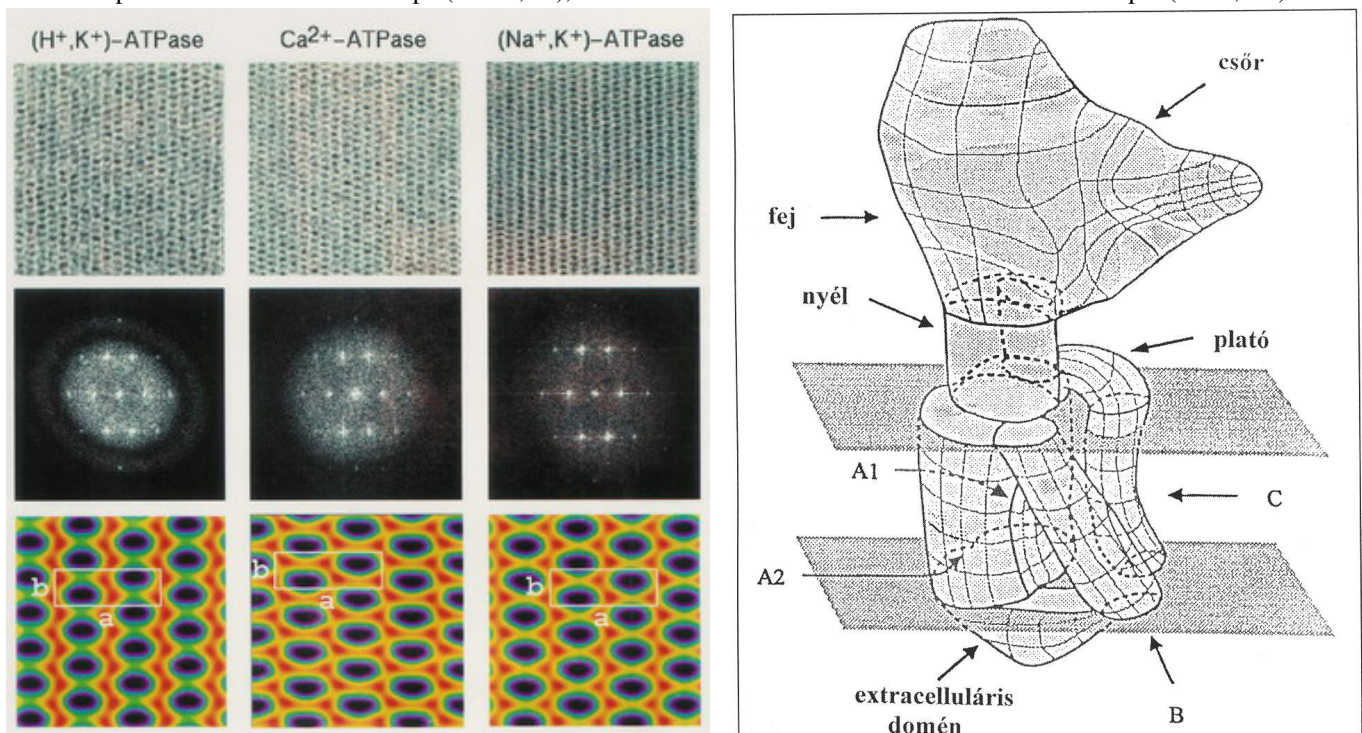 (H⁺,K⁺)–ATPase
Ca²⁺–ATPase
(Na⁺,K⁺)–ATPase
b
a
b
a
b
a
csőr
fej
nyél
plató
A1
C
A2
extracelluláris
domén
B